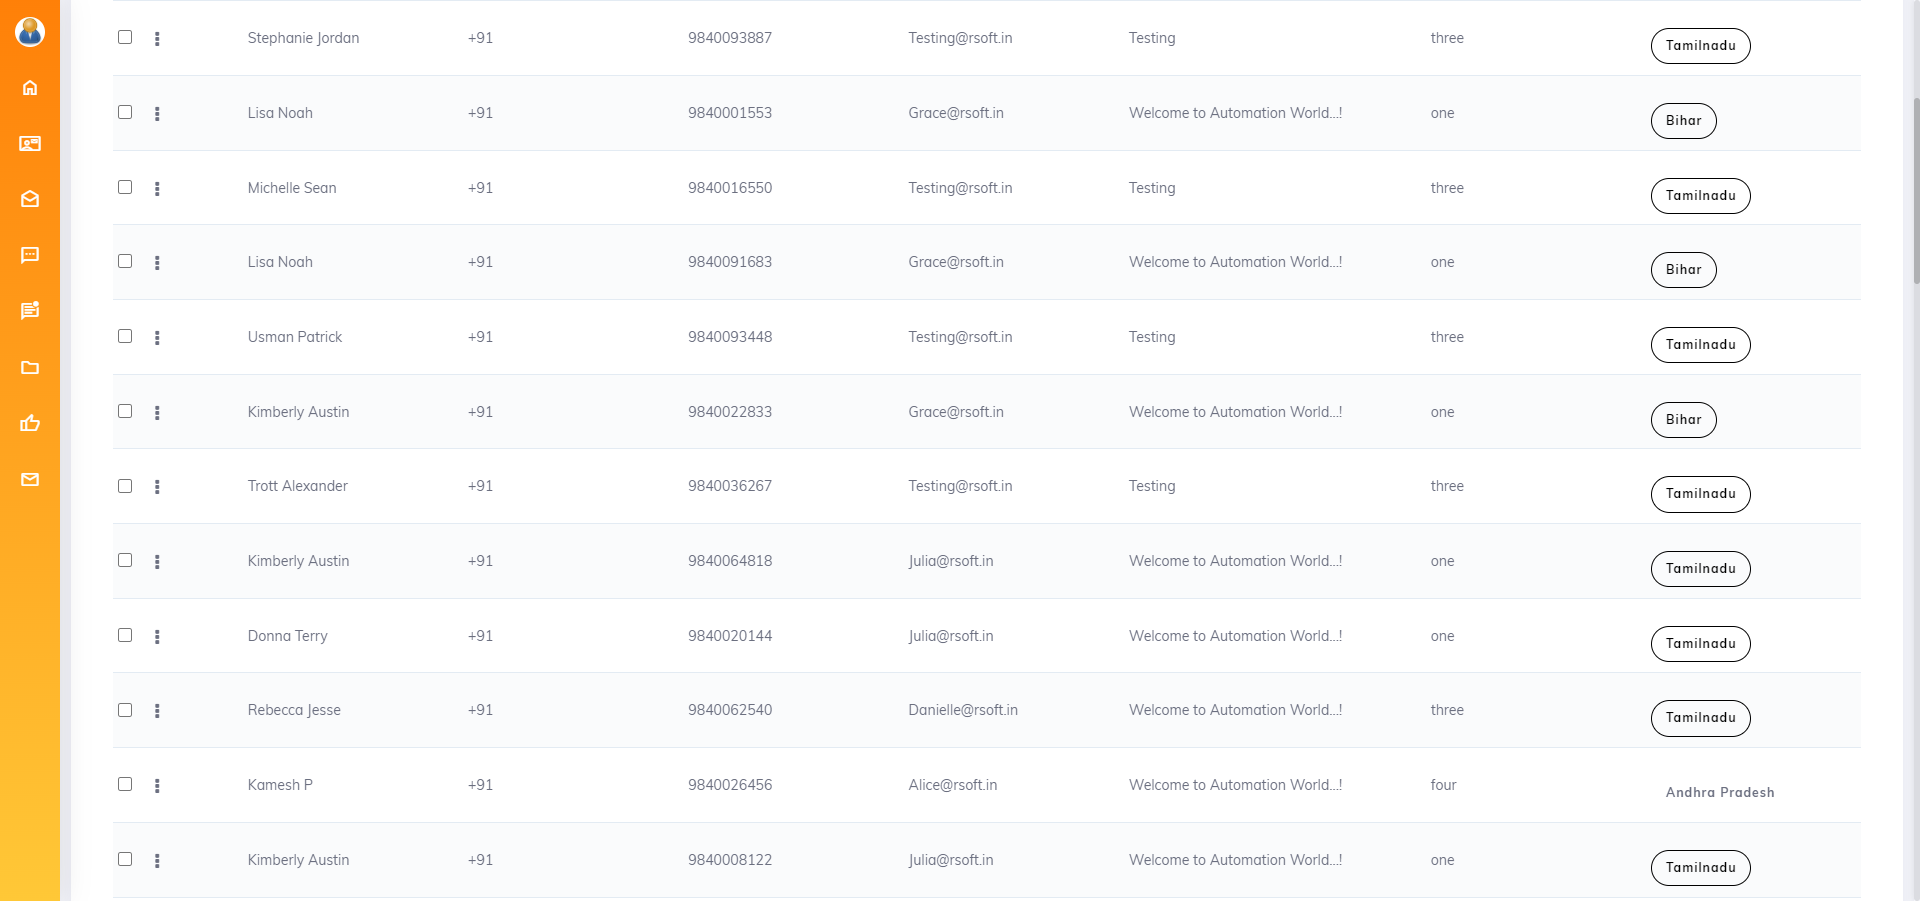 Stephanie Jordan +91 9840093887 Testing@rsoft.in Testing three Tamilnadu
Lisa Noah +91 9840001553 Grace@rsoft.in Welcome to Automation World...! one Bihar
Michelle Sean +91 9840016550 Testing@rsoft.in Testing three Tamilnadu
Lisa Noah +91 9840091683 Grace@rsoft.in Welcome to Automation World...! one Bihar
Usman Patrick +91 9840093448 Testing@rsoft.in Testing three Tamilnadu
Kimberly Austin +91 9840022833 Grace@rsoft.in Welcome to Automation World...! one Bihar
Trott Alexander +91 9840036267 Testing@rsoft.in Testing three Tamilnadu
Kimberly Austin +91 9840064818 Julia@rsoft.in Welcome to Automation World...! one Tamilnadu
Donna Terry +91 9840020144 Julia@rsoft.in Welcome to Automation World...! one Tamilnadu
Rebecca Jesse +91 9840062540 Danielle@rsoft.in Welcome to Automation World...! three Tamilnadu
Kamesh P +91 9840026456 Alice@rsoft.in Welcome to Automation World...! four Andhra Pradesh
Kimberly Austin +91 9840008122 Julia@rsoft.in Welcome to Automation World...! one Tamilnadu